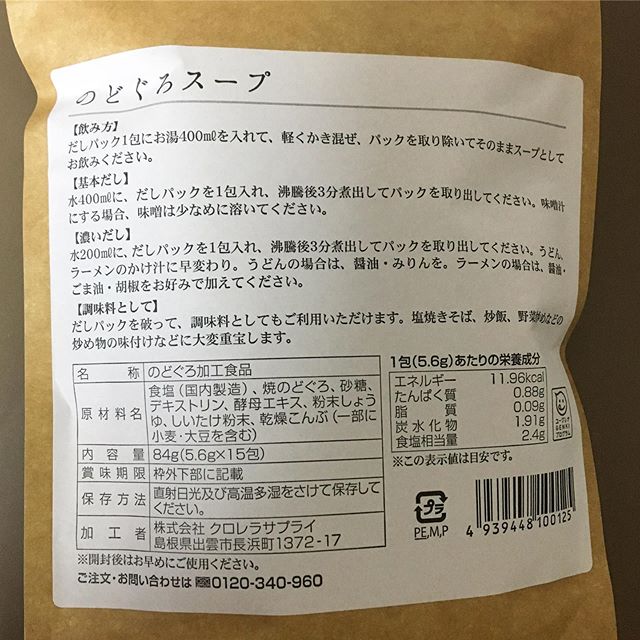 のどぐろスープ
【飲み方】
だしパック1包にお湯400mℓを入れて、軽くかき混ぜ、パックを取り除いてそのままスープとして
お飲みください。
【基本だし】
水400mℓに、だしパックを1包入れ、沸騰後3分煮出してパックを取り出してください。味噌汁
にする場合、味噌は少なめに溶いてください。
【濃いだし】
水200mℓに、だしパックを1包入れ、沸騰後3分煮出してパックを取り出してください。うどん、
ラーメンのかけ汁に早変わり。うどんの場合は、醤油・みりんを。ラーメンの場合は、醤油・
ごま油・胡椒をお好みで加えてください。
【調味料として】
だしパックを破って、調味料としてもご利用いただけます。塩焼きそば、炒飯、野菜炒めなどの
炒め物の味付けなどに大変重宝します。
名称 のどぐろ加工食品
原材料名 食塩(国内製造)、焼のどぐろ、砂糖、
デキストリン、酵母エキス、粉末しょう
ゆ、しいたけ粉末、乾燥こんぶ(一部に
小麦・大豆を含む)
内容量 84g(5.6g×15包)
賞味期限 枠外下部に記載
保存方法 直射日光及び高温多湿をさけて保存し
てください。
加工者 株式会社 クロレラサプライ
島根県出雲市長浜町1372-17
※開封後はお早めにご使用ください。
ご注文・お問い合わせは 0120-340-960
1包(5.6g)あたりの栄養成分
エネルギー 11.96kcal
たんぱく質 0.88g
脂質 0.09g
炭水化物 1.91g
食塩相当量 2.4g
※この表示値は目安です。
プラ
PE,M,P
4 939448 100125